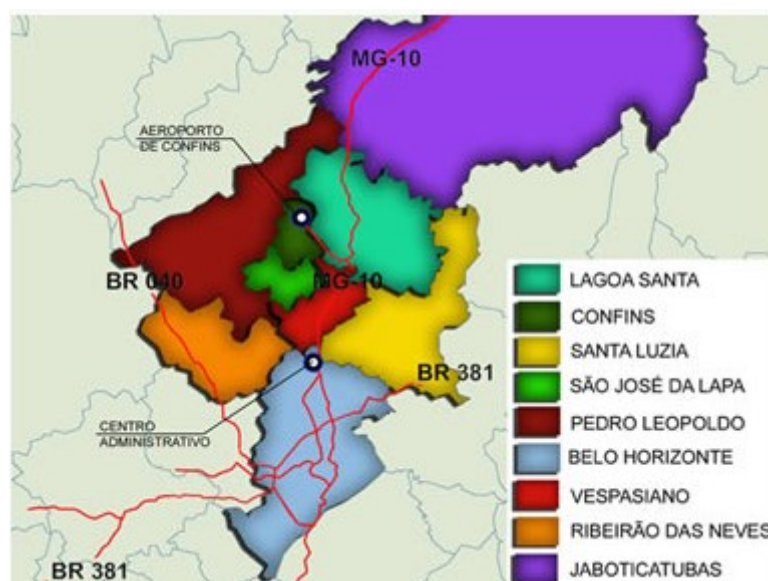 MG-10
AEROPORTO
DE CONFINS
BR 040
MG-10
LAGOA SANTA
CONFINS
SANTA LUZIA
BR 381
SÃO JOSÉ DA LAPA
PEDRO LEOPOLDO
CENTRO
ADMINISTRATIVO
BELO HORIZONTE
VESPASIANO
RIBEIRÃO DAS NEVES
BR 381
JABOTICATUBAS